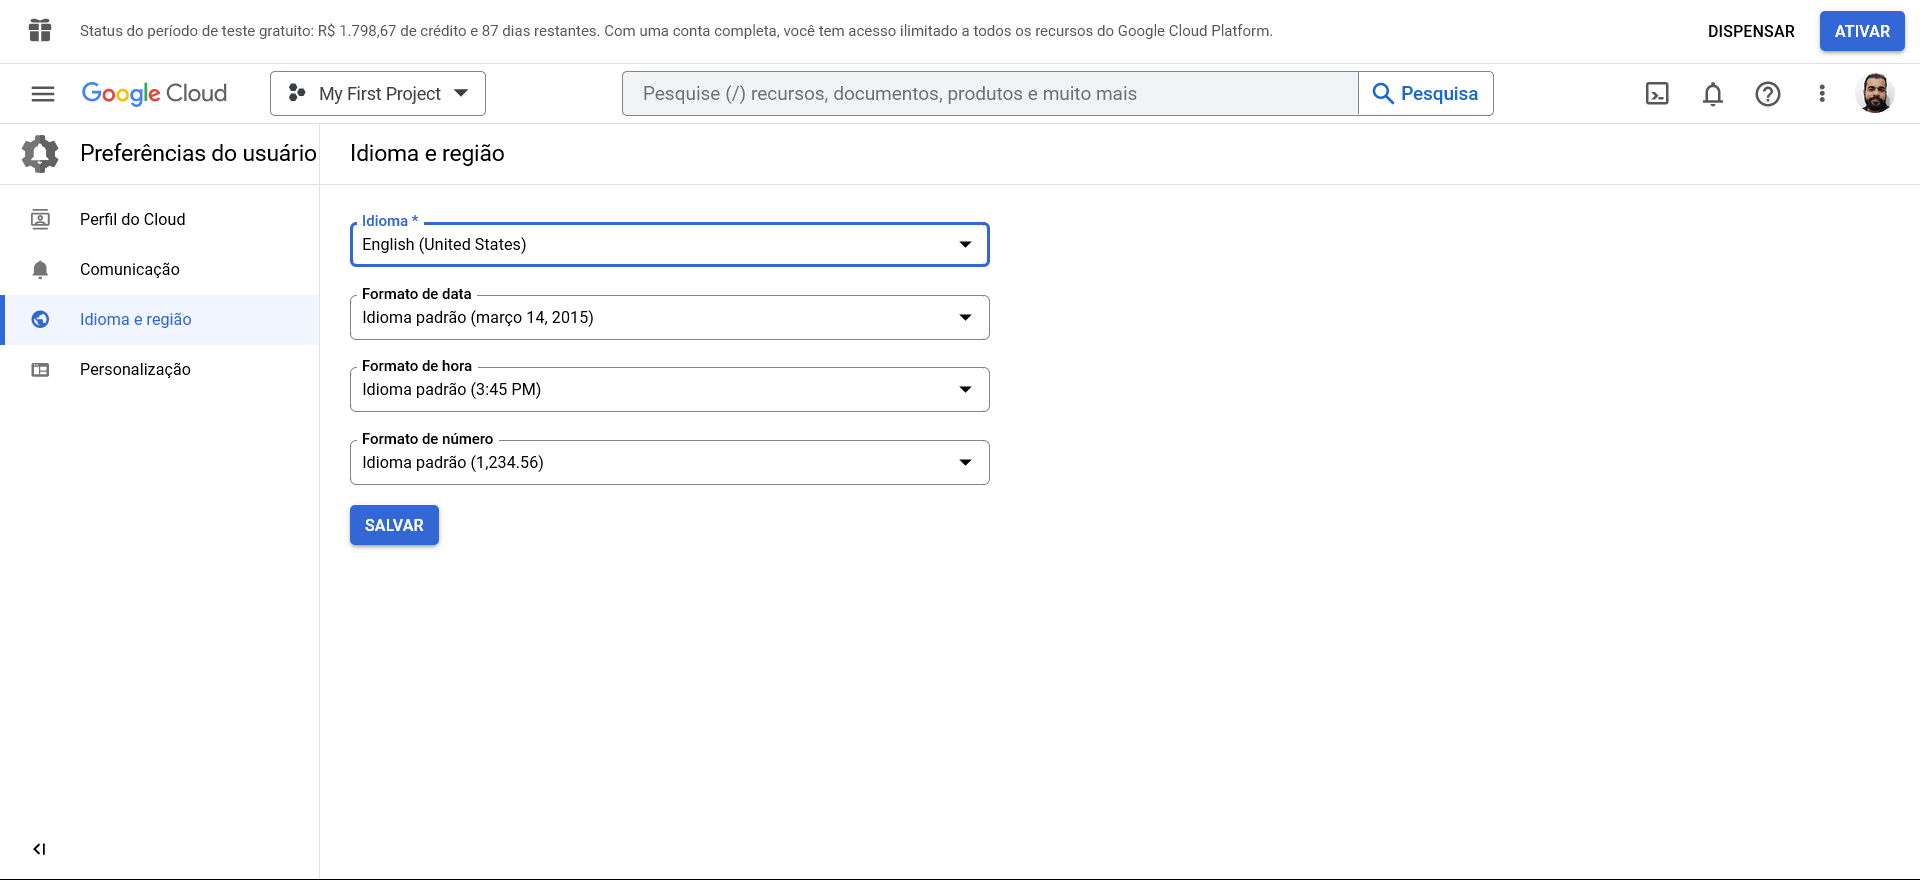 Status do período de teste gratuito: R$ 1.798,67 de crédito e 87 dias restantes. Com uma conta completa, você tem acesso ilimitado a todos os recursos do Google Cloud Platform.
DISPENSAR
ATIVAR
Google Cloud
My First Project
Pesquise (/) recursos, documentos, produtos e muito mais
Pesquisa
Preferências do usuário
Idioma e região
Perfil do Cloud
Comunicação
Idioma e região
Personalização
Idioma *
English (United States)
Formato de data
Idioma padrão (março 14, 2015)
Formato de hora
Idioma padrão (3:45 PM)
Formato de número
Idioma padrão (1,234.56)
SALVAR